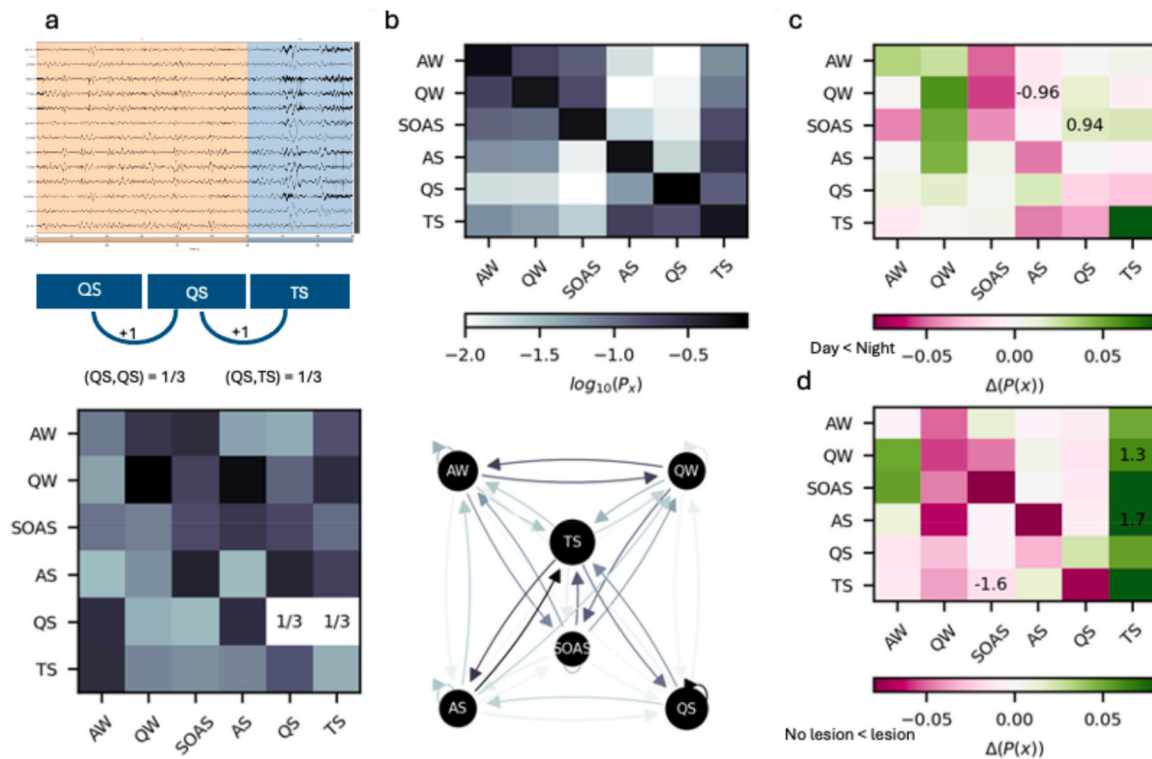 a
QS
QS
TS
+1
+1
(QS,QS) = 1/3
(QS,TS) = 1/3
AW
QW
SOAS
AS
QS
1/3
1/3
TS
AW
QW
SOAS
AS
QS
TS
b
AW
QW
SOAS
AS
QS
TS
AW
QW
SOAS
AS
QS
TS
−2.0
−1.5
−1.0
−0.5
log₁₀(Pₓ)
AW
QW
TS
SOAS
AS
QS
c
AW
QW
-0.96
SOAS
0.94
AS
QS
TS
AW
QW
SOAS
AS
QS
TS
Day < Night
−0.05
0.00
0.05
Δ(P(x))
d
AW
QW
1.3
SOAS
AS
1.7
QS
TS
-1.6
AW
QW
SOAS
AS
QS
TS
No lesion < lesion
−0.05
0.00
0.05
Δ(P(x))